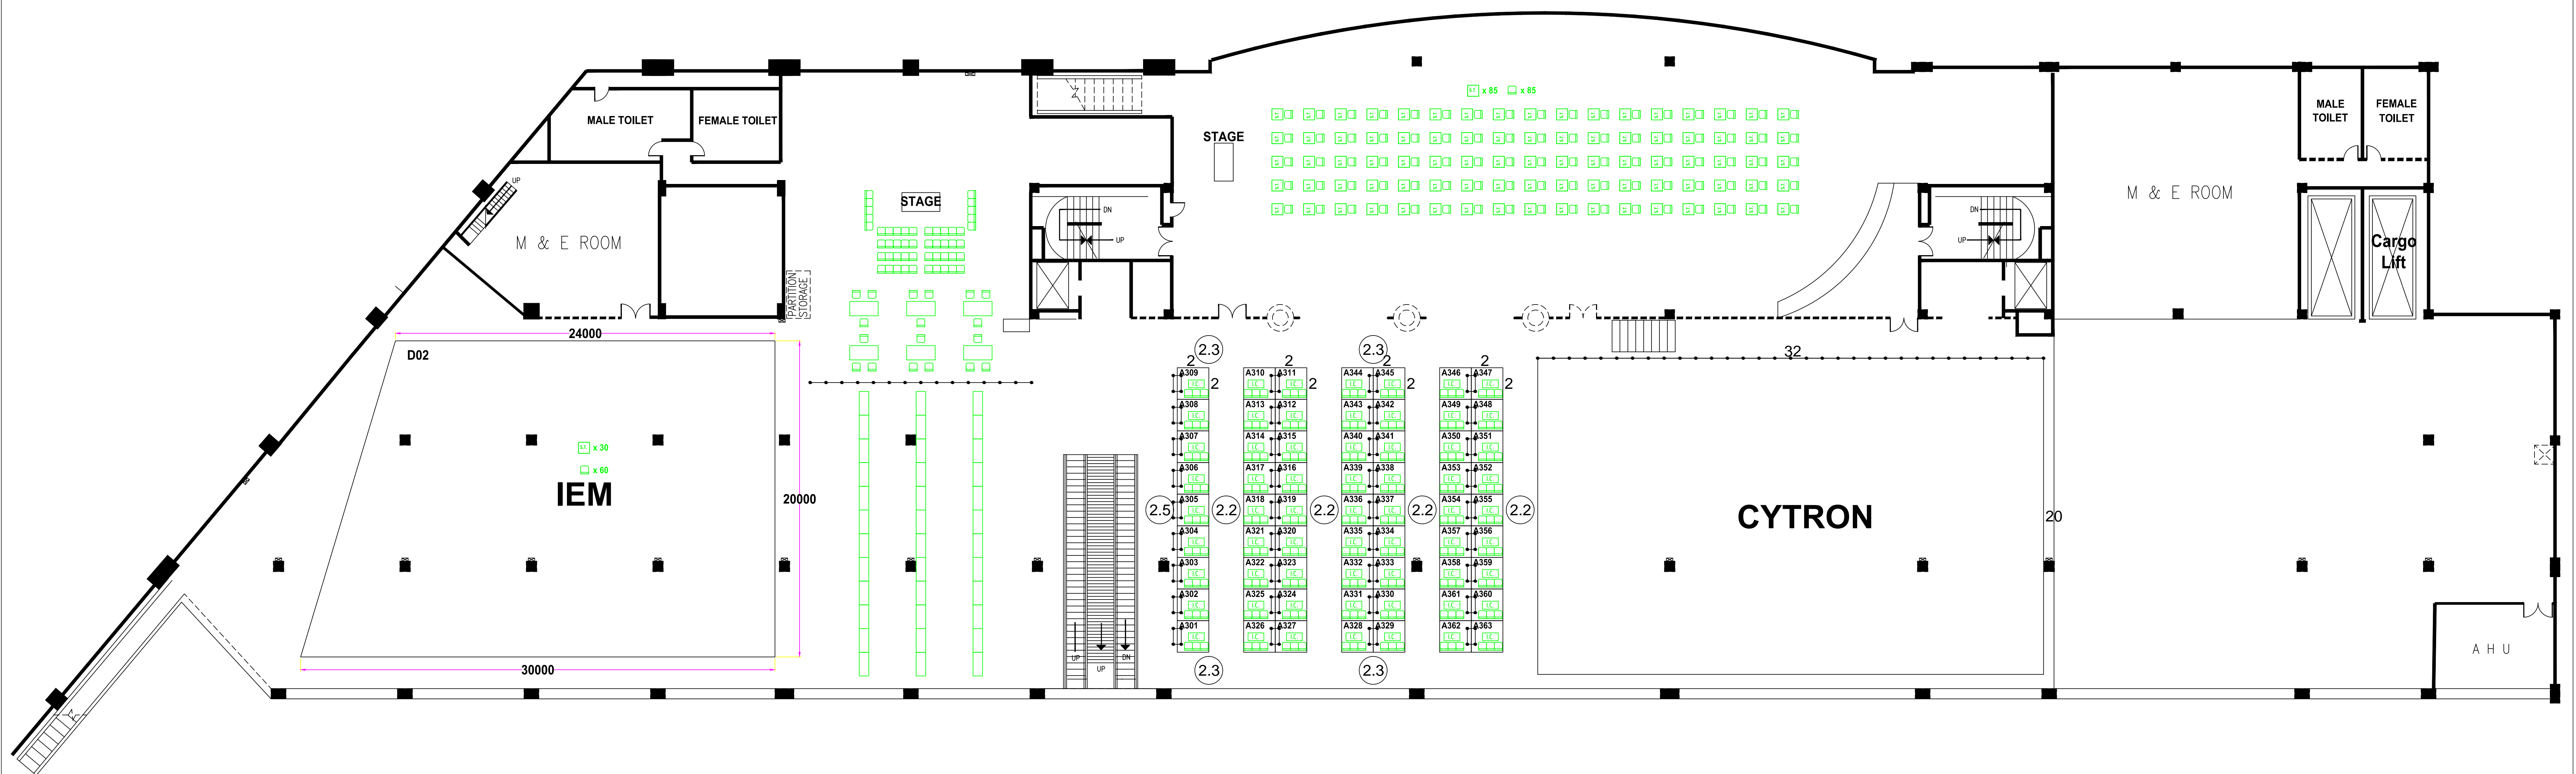 MALE TOILET
FEMALE TOILET
UP
M & E ROOM
STAGE
PARTITION
STORAGE
DN
UP
STAGE
S.T. x 85
x 85
DN
UP
M & E ROOM
MALE
TOILET
FEMALE
TOILET
Cargo
Lift
24000
D02
S.T. x 30
x 60
IEM
20000
30000
UP
UP
DN
2.3
2.3
2
2
2
2
2
2
2
2
A309 A310 A311 A344 A345 A346 A347
A308 A313 A312 A343 A342 A349 A348
A307 A314 A315 A340 A341 A350 A351
A306 A317 A316 A339 A338 A353 A352
A305 A318 A319 A336 A337 A354 A355
2.5
2.2
2.2
2.2
2.2
A304 A321 A320 A335 A334 A357 A356
A303 A322 A323 A332 A333 A358 A359
A302 A325 A324 A331 A330 A361 A360
A301 A326 A327 A328 A329 A362 A363
2.3
2.3
32
CYTRON
20
A H U